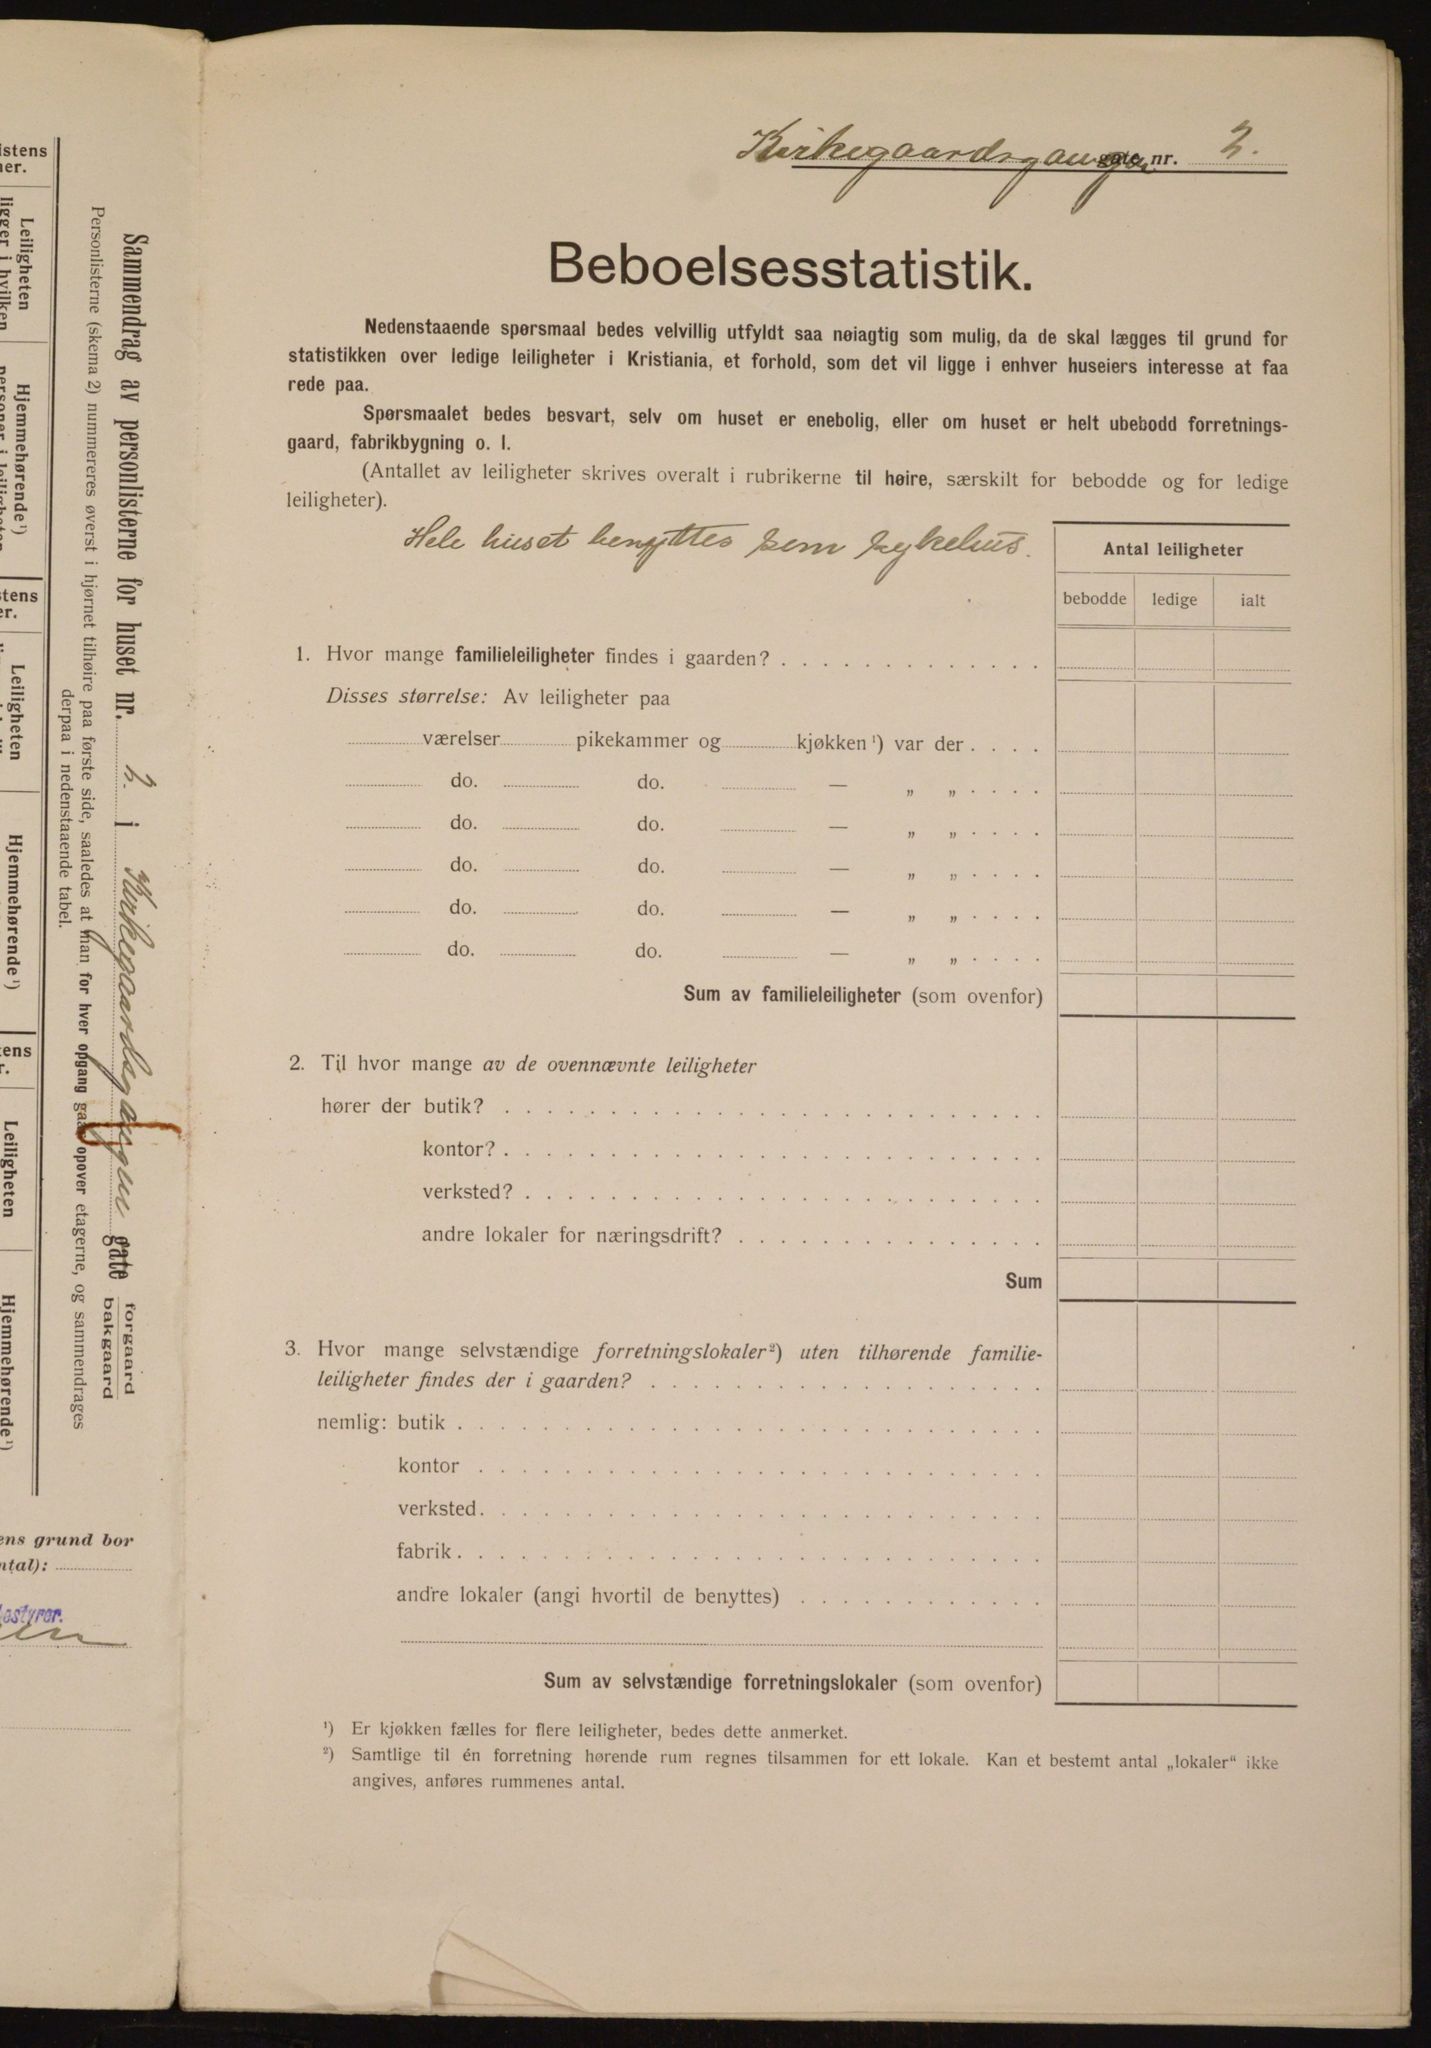 Kirkegaardsgangen gate nr. 2.
Beboelsesstatistik.
Nedenstaaende spørsmaal bedes velvillig utfyldt saa nøiagtig som mulig, da de skal lægges til grund for
statistikken over ledige leiligheter i Kristiania, et forhold, som det vil ligge i enhver huseiers interesse at faa
rede paa.
Spørsmaalet bedes besvart, selv om huset er enebolig, eller om huset er helt ubebodd forretnings-
gaard, fabrikbygning o. l.
(Antallet av leiligheter skrives overalt i rubrikerne til høire, særskilt for bebodde og for ledige
leiligheter).
Hele huset benyttes som sykehus.
Antal leiligheter
bebodde ledige ialt
1. Hvor mange familieleiligheter findes i gaarden? . . . . . . . . . . . . .
Disses størrelse: Av leiligheter paa
værelser pikekammer og kjøkken ¹) var der . . . .
do. do. — „ „ . . . .
do. do. — „ „ . . . .
do. do. — „ „ . . . .
do. do. — „ „ . . . .
do. do. — „ „ . . . .
Sum av familieleiligheter (som ovenfor)
2. Til hvor mange av de ovennævnte leiligheter
hører der butik? . . . . . . . . . . . . . . . . . . .
kontor? . . . . . . . . . . . . . . . . . . .
verksted? . . . . . . . . . . . . . . . . . . .
andre lokaler for næringsdrift? . . . . . . . . . . .
Sum
3. Hvor mange selvstændige forretningslokaler²) uten tilhørende familie-
leiligheter findes der i gaarden? . . . . . . . . . . . . . . .
nemlig: butik . . . . . . . . . . . . . . . . . . . . .
kontor . . . . . . . . . . . . . . . . . . . .
verksted. . . . . . . . . . . . . . . . . . . .
fabrik. . . . . . . . . . . . . . . . . . . . .
andre lokaler (angi hvortil de benyttes) . . . . . . . . .
Sum av selvstændige forretningslokaler (som ovenfor)
¹) Er kjøkken fælles for flere leiligheter, bedes dette anmerket.
²) Samtlige til én forretning hørende rum regnes tilsammen for ett lokale. Kan et bestemt antal „lokaler“ ikke
angives, anføres rummenes antal.
Sammendrag av personlisterne for huset nr. 2. i Kirkegaardsgangen gate forgaard
bakgaard
Personlisterne (skema 2) nummereres øverst i hjørnet tilhøire paa første side, saaledes at man for hver opgang gaar opover etagerne, og sammendrages
derpaa i nedenstaaende tabel.
Leiligheten
ligger i hvilken
Hjemmehørende¹)
personer i leiligheten
Leiligheten
Hjemmehørende¹)
Leiligheten
Hjemmehørende¹)
grund bor